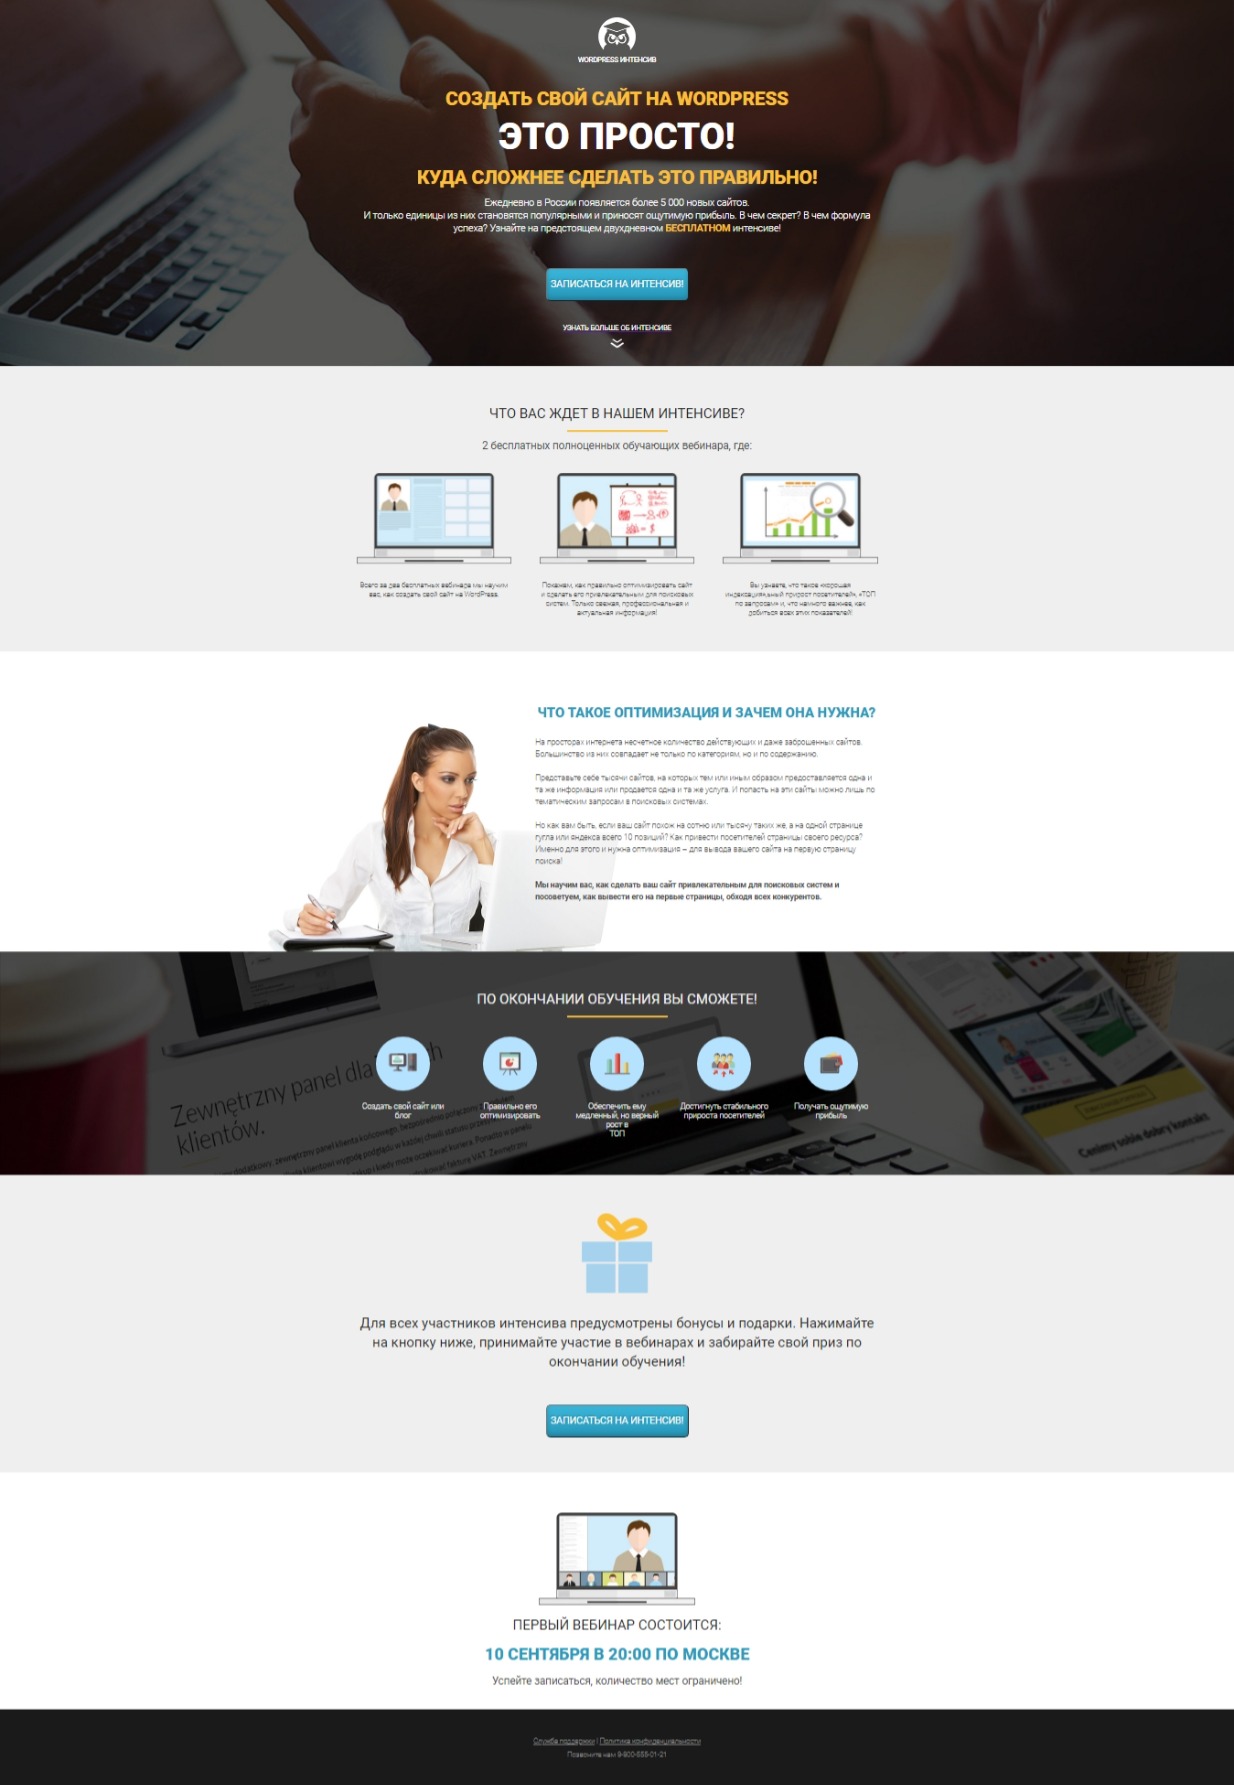 WORDPRESS ИНТЕНСИВ
СОЗДАТЬ СВОЙ САЙТ НА WORDPRESS
ЭТО ПРОСТО!
КУДА СЛОЖНЕЕ СДЕЛАТЬ ЭТО ПРАВИЛЬНО!
Ежедневно в России появляется более 5 000 новых сайтов.
И только единицы из них становятся популярными и приносят ощутимую прибыль. В чем секрет? В чем формула
успеха? Узнайте на предстоящем двухдневном БЕСПЛАТНОМ интенсиве!
ЗАПИСАТЬСЯ НА ИНТЕНСИВ!
УЗНАТЬ БОЛЬШЕ ОБ ИНТЕНСИВЕ
ЧТО ВАС ЖДЕТ В НАШЕМ ИНТЕНСИВЕ?
2 бесплатных полноценных обучающих вебинара, где:
Всего за два бесплатных вебинара мы научим
вас, как создать свой сайт на WordPress.
Покажем, как правильно оптимизировать сайт
и сделать его привлекательным для поисковых
систем. Только свежая, профессиональная и
актуальная информация!
Вы узнаете, что такое «хорошая
индексация», «ТОП
по запросам» и, что намного важнее, как
добиться всех этих показателей!
ЧТО ТАКОЕ ОПТИМИЗАЦИЯ И ЗАЧЕМ ОНА НУЖНА?
На просторах интернета несчетное количество действующих и даже заброшенных сайтов.
Большинство из них совпадает не только по категориям, но и по содержанию.
Представьте себе тысячи сайтов, на которых тем или иным образом предоставляется одна и
та же информация или продается одна и та же услуга. И попасть на эти сайты можно лишь по
тематическим запросам в поисковых системах.
Но как вам быть, если ваш сайт похож на сотню или тысячу таких же, а на одной странице
гугла или яндекса всего 10 позиций? Как привести посетителей страницы своего ресурса?
Именно для этого и нужна оптимизация – для вывода вашего сайта на первую страницу
поиска!
Мы научим вас, как сделать ваш сайт привлекательным для поисковых систем и
посоветуем, как вывести его на первые страницы, обходя всех конкурентов.
ПО ОКОНЧАНИИ ОБУЧЕНИЯ ВЫ СМОЖЕТЕ!
Zewnętrzny panel dla
klientów.
Cenimy sobie dobry kontakt
Создать свой сайт или
блог
Правильно его
оптимизировать
Обеспечить ему
медленный, но верный
рост в
ТОП
Достигнуть стабильного
прироста посетителей
Получать ощутимую
прибыль
Для всех участников интенсива предусмотрены бонусы и подарки. Нажимайте
на кнопку ниже, принимайте участие в вебинарах и забирайте свой приз по
окончании обучения!
ЗАПИСАТЬСЯ НА ИНТЕНСИВ!
ПЕРВЫЙ ВЕБИНАР СОСТОИТСЯ:
10 СЕНТЯБРЯ В 20:00 ПО МОСКВЕ
Успейте записаться, количество мест ограничено!
Служба поддержки | Политика конфиденциальности
Позвоните нам 8-800-555-01-21